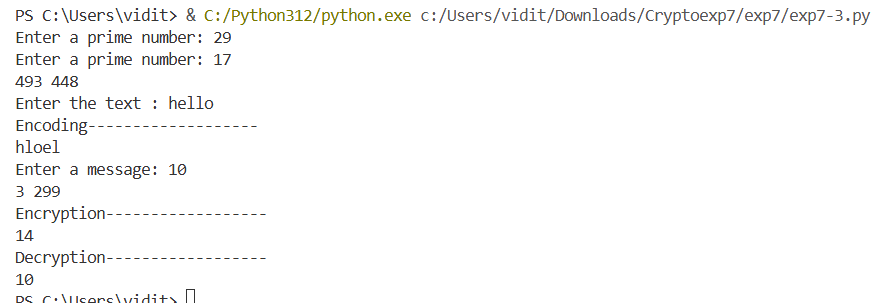 PS C:\Users\vidit> & C:/Python312/python.exe c:/Users/vidit/Downloads/Cryptoexp7/exp7/exp7-3.py
Enter a prime number: 29
Enter a prime number: 17
493 448
Enter the text : hello
Encoding-------------------
hloel
Enter a message: 10
3 299
Encryption------------------
14
Decryption------------------
10
PS C:\Users\vidit>